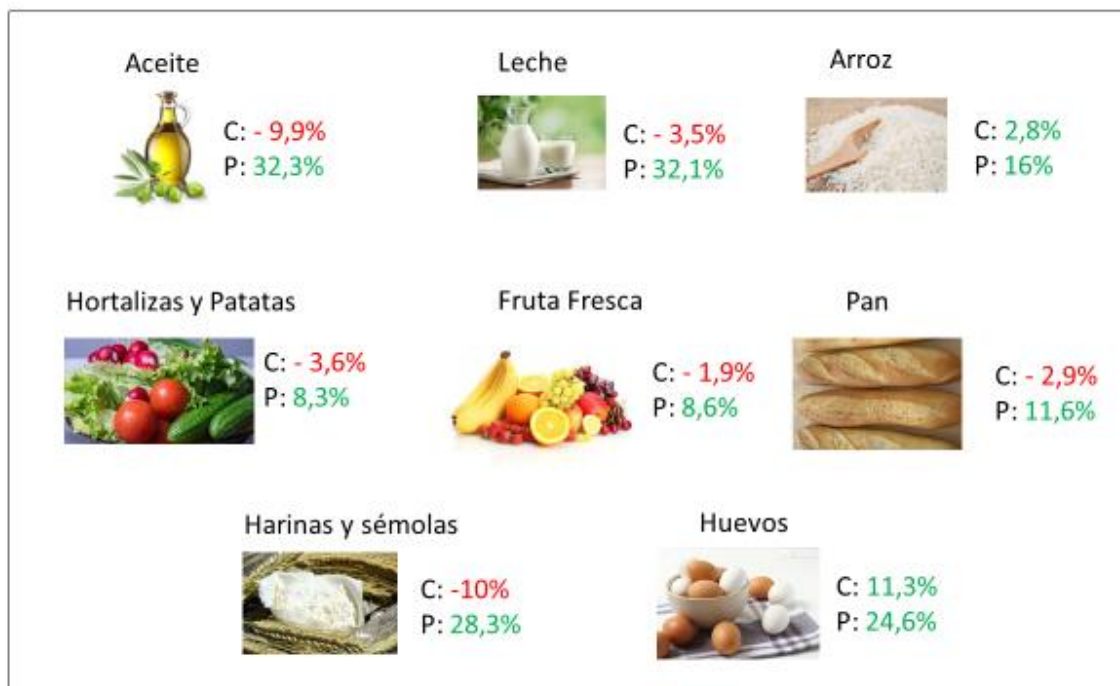 Aceite
C: - 9,9%
P: 32,3%
Leche
C: - 3,5%
P: 32,1%
Arroz
C: 2,8%
P: 16%
Hortalizas y Patatas
C: - 3,6%
P: 8,3%
Fruta Fresca
C: - 1,9%
P: 8,6%
Pan
C: - 2,9%
P: 11,6%
Harinas y sémolas
C: -10%
P: 28,3%
Huevos
C: 11,3%
P: 24,6%